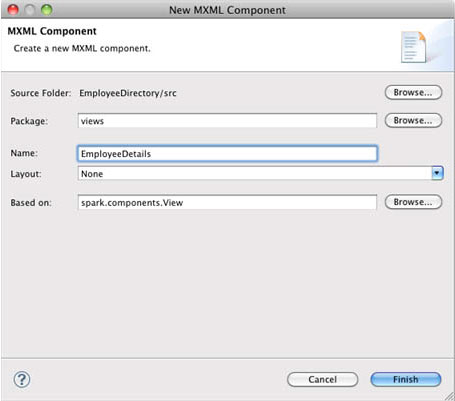 New MXML Component
MXML Component
Create a new MXML component.
Source Folder: EmployeeDirectory/src Browse...
Package: views Browse...
Name: EmployeeDetails
Layout: None
Based on: spark.components.View Browse...
? Cancel Finish